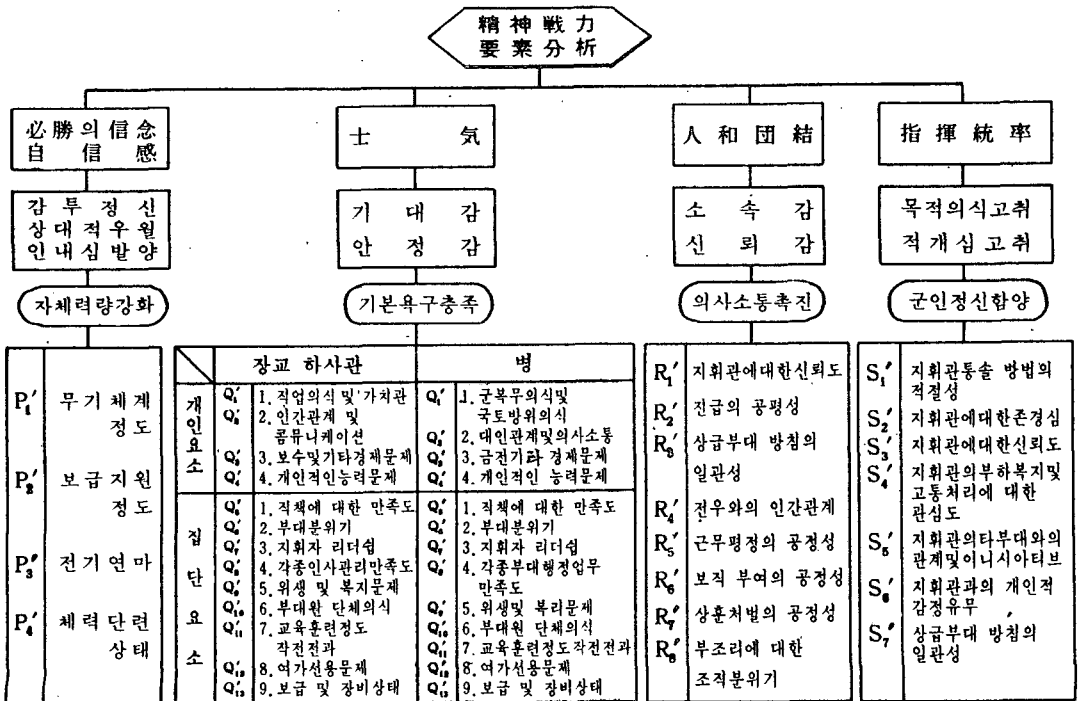 精神戰力
要素分析
必勝의信念
自信感
士気
人和団結
指揮統率
감투정신
상대적우월
인내심발양
기대감
안정감
소속감
신뢰감
목적의식고취
적개심고취
자체력량강화
기본욕구충족
의사소통촉진
군인정신함양
P₁′ 무기체계
정도
P₂′ 보급지원
정도
P₃′ 전기연마
P₄′ 체력단련
상태
장교 하사관
병
개인요소
Q₁′ 1. 직업의식 및 가치관
Q₂′ 2. 인간관계 및
콤뮤니케이션
Q₃′ 3. 보수및기타경제문제
Q₄′ 4. 개인적인능력문제
Q₁′ 1. 군복무의식및
국토방위의식
Q₂′ 2. 대인관계및의사소통
Q₃′ 3. 금전기타 경제문제
Q₄′ 4. 개인적인 능력문제
집단요소
1. 직책에 대한 만족도
2. 부대분위기
3. 지휘자 리더쉽
4. 각종인사관리만족도
5. 위생 및 복지문제
Q₁₀′ 6. 부대원 단체의식
Q₁₁′ 7. 교육훈련정도
작전전과
Q₁₂′ 8. 여가선용문제
Q₁₃′ 9. 보급 및 장비상태
1. 직책에 대한 만족도
2. 부대분위기
3. 지휘자 리더쉽
4. 각종부대행정업무
만족도
5. 위생및 복리문제
Q₁₀′ 6. 부대원 단체의식
Q₁₁′ 7. 교육훈련정도작전전과
Q₁₂′ 8. 여가선용문제
Q₁₃′ 9. 보급 및 장비상태
R₁′ 지휘관에대한신뢰도
R₂′ 진급의 공평성
R₃′ 상급부대 방침의
일관성
R₄′ 전우와의 인간관계
R₅′ 근무평정의 공정성
R₆′ 보직 부여의 공정성
R₇′ 상훈처벌의 공정성
R₈′ 부조리에 대한
조직분위기
S₁′ 지휘관통솔 방법의
적절성
S₂′ 지휘관에대한존경심
S₃′ 지휘관에대한신뢰도
S₄′ 지휘관의부하복지및
고통처리에 대한
관심도
S₅′ 지휘관의타부대와의
관계및이니시아티브
S₆′ 지휘관과의 개인적
감정유무
S₇′ 상급부대 방침의
일관성